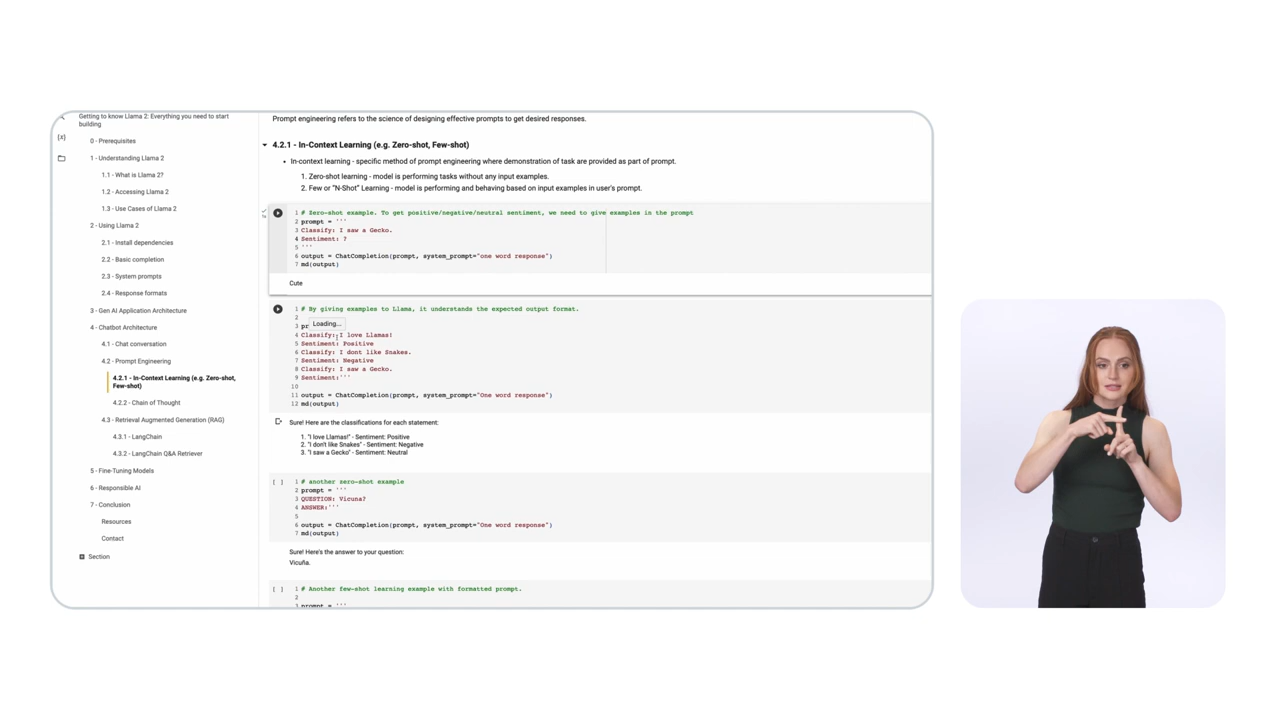 Getting to know Llama 2: Everything you need to start
building
{x}
0 - Prerequisites
1 - Understanding Llama 2
1.1 - What is Llama 2?
1.2 - Accessing Llama 2
1.3 - Use Cases of Llama 2
2 - Using Llama 2
2.1 - Install dependencies
2.2 - Basic completion
2.3 - System prompts
2.4 - Response formats
3 - Gen AI Application Architecture
4 - Chatbot Architecture
4.1 - Chat conversation
4.2 - Prompt Engineering
4.2.1 - In-Context Learning (e.g. Zero-shot,
Few-shot)
4.2.2 - Chain of Thought
4.3 - Retrieval Augmented Generation (RAG)
4.3.1 - LangChain
4.3.2 - LangChain Q&A Retriever
5 - Fine-Tuning Models
6 - Responsible AI
7 - Conclusion
Resources
Contact
Section
Prompt engineering refers to the science of designing effective prompts to get desired responses.
4.2.1 - In-Context Learning (e.g. Zero-shot, Few-shot)
• In-context learning - specific method of prompt engineering where demonstration of task are provided as part of prompt.
1. Zero-shot learning - model is performing tasks without any input examples.
2. Few or "N-Shot" Learning - model is performing and behaving based on input examples in user's prompt.
1 # Zero-shot example. To get positive/negative/neutral sentiment, we need to give examples in the prompt
2 prompt = '''
3 Classify: I saw a Gecko.
4 Sentiment: ?
5 '''
6 output = ChatCompletion(prompt, system_prompt="one word response")
7 md(output)
Cute
1 # By giving examples to Llama, it understands the expected output format.
2
3 pr
Loading...
4 Classify: I love Llamas!
5 Sentiment: Positive
6 Classify: I dont like Snakes.
7 Sentiment: Negative
8 Classify: I saw a Gecko.
9 Sentiment:'''
10
11 output = ChatCompletion(prompt, system_prompt="One word response")
12 md(output)
Sure! Here are the classifications for each statement:
1. "I love Llamas!" - Sentiment: Positive
2. "I don't like Snakes" - Sentiment: Negative
3. "I saw a Gecko" - Sentiment: Neutral
[ ] 1 # another zero-shot example
2 prompt = '''
3 QUESTION: Vicuna?
4 ANSWER:'''
5
6 output = ChatCompletion(prompt, system_prompt="One word response")
7 md(output)
Sure! Here's the answer to your question:
Vicuña.
[ ] 1 # Another few-shot learning example with formatted prompt.
2
3 prompt = '''